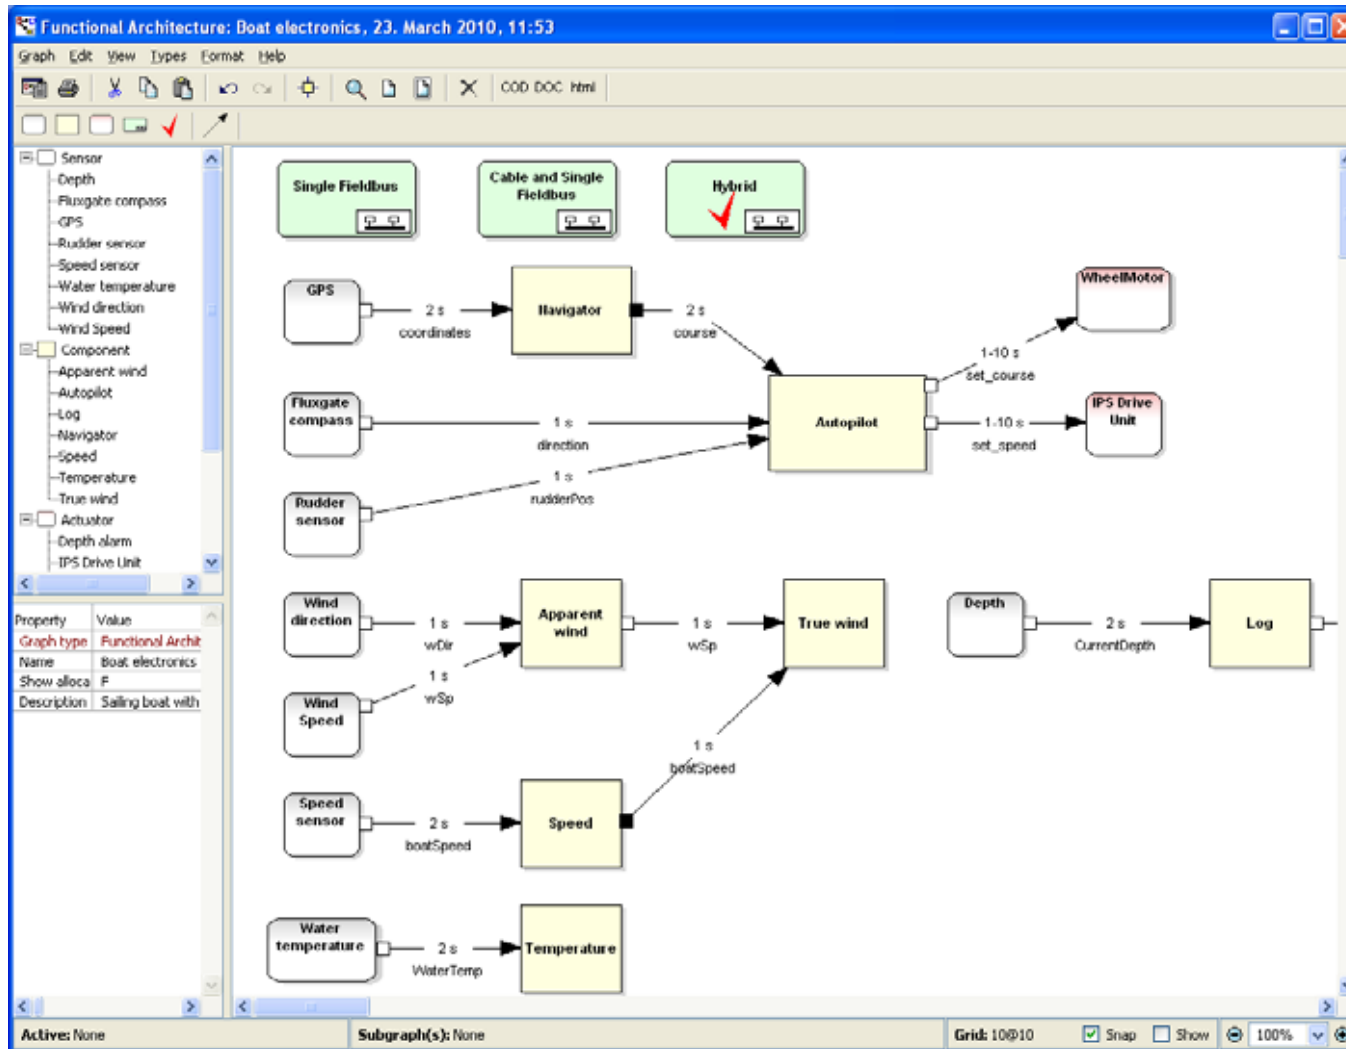 Functional Architecture: Boat electronics, 23. March 2010, 11:53
Graph Edit View Types Format Help
COD DOC html
Sensor
Depth
Fluxgate compass
GPS
Rudder sensor
Speed sensor
Water temperature
Wind direction
Wind Speed
Component
Apparent wind
Autopilot
Log
Navigator
Speed
Temperature
True wind
Actuator
Depth alarm
IPS Drive Unit
Property Value
Graph type Functional Archit
Name Boat electronics
Show alloca F
Description Sailing boat with
Single Fieldbus
Cable and Single
Fieldbus
Hybrid
GPS
2 s
coordinates
Navigator
2 s
course
WheelMotor
1-10 s
set_course
Fluxgate
compass
1 s
direction
Autopilot
1-10 s
set_speed
IPS Drive
Unit
Rudder
sensor
1 s
rudderPos
Wind
direction
1 s
wDir
Apparent
wind
1 s
wSp
True wind
Depth
2 s
CurrentDepth
Log
Wind
Speed
1 s
wSp
1 s
boatSpeed
Speed
sensor
2 s
boatSpeed
Speed
Water
temperature
2 s
WaterTemp
Temperature
Active: None
Subgraph(s): None
Grid: 10@10
Snap
Show
100%